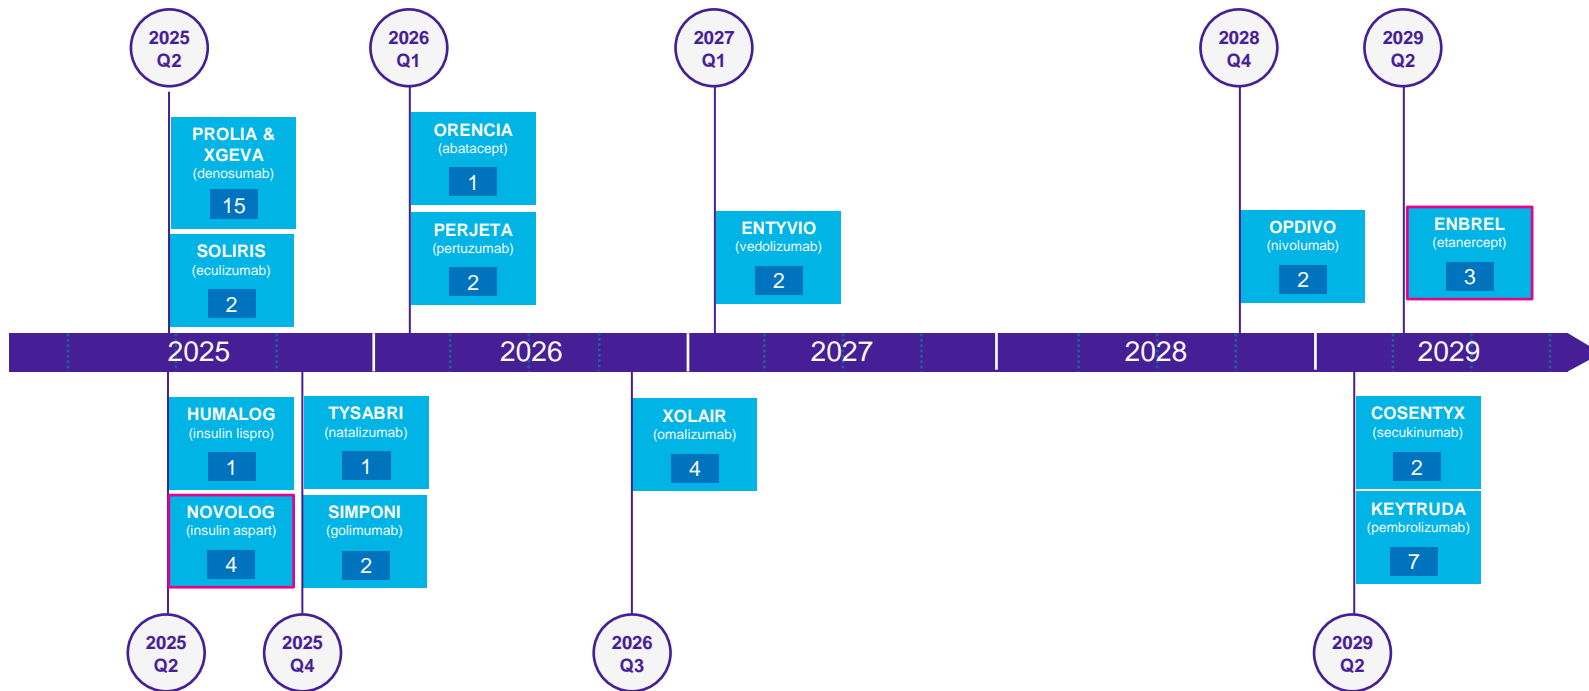 2025
Q2
2026
Q1
2027
Q1
2028
Q4
2029
Q2
PROLIA &
XGEVA
(denosumab)
15
SOLIRIS
(eculizumab)
2
ORENCIA
(abatacept)
1
PERJETA
(pertuzumab)
2
ENTYVIO
(vedolizumab)
2
OPDIVO
(nivolumab)
2
ENBREL
(etanercept)
3
2025
2026
2027
2028
2029
HUMALOG
(insulin lispro)
1
NOVOLOG
(insulin aspart)
4
TYSABRI
(natalizumab)
1
SIMPONI
(golimumab)
2
XOLAIR
(omalizumab)
4
COSENTYX
(secukinumab)
2
KEYTRUDA
(pembrolizumab)
7
2025
Q2
2025
Q4
2026
Q3
2029
Q2